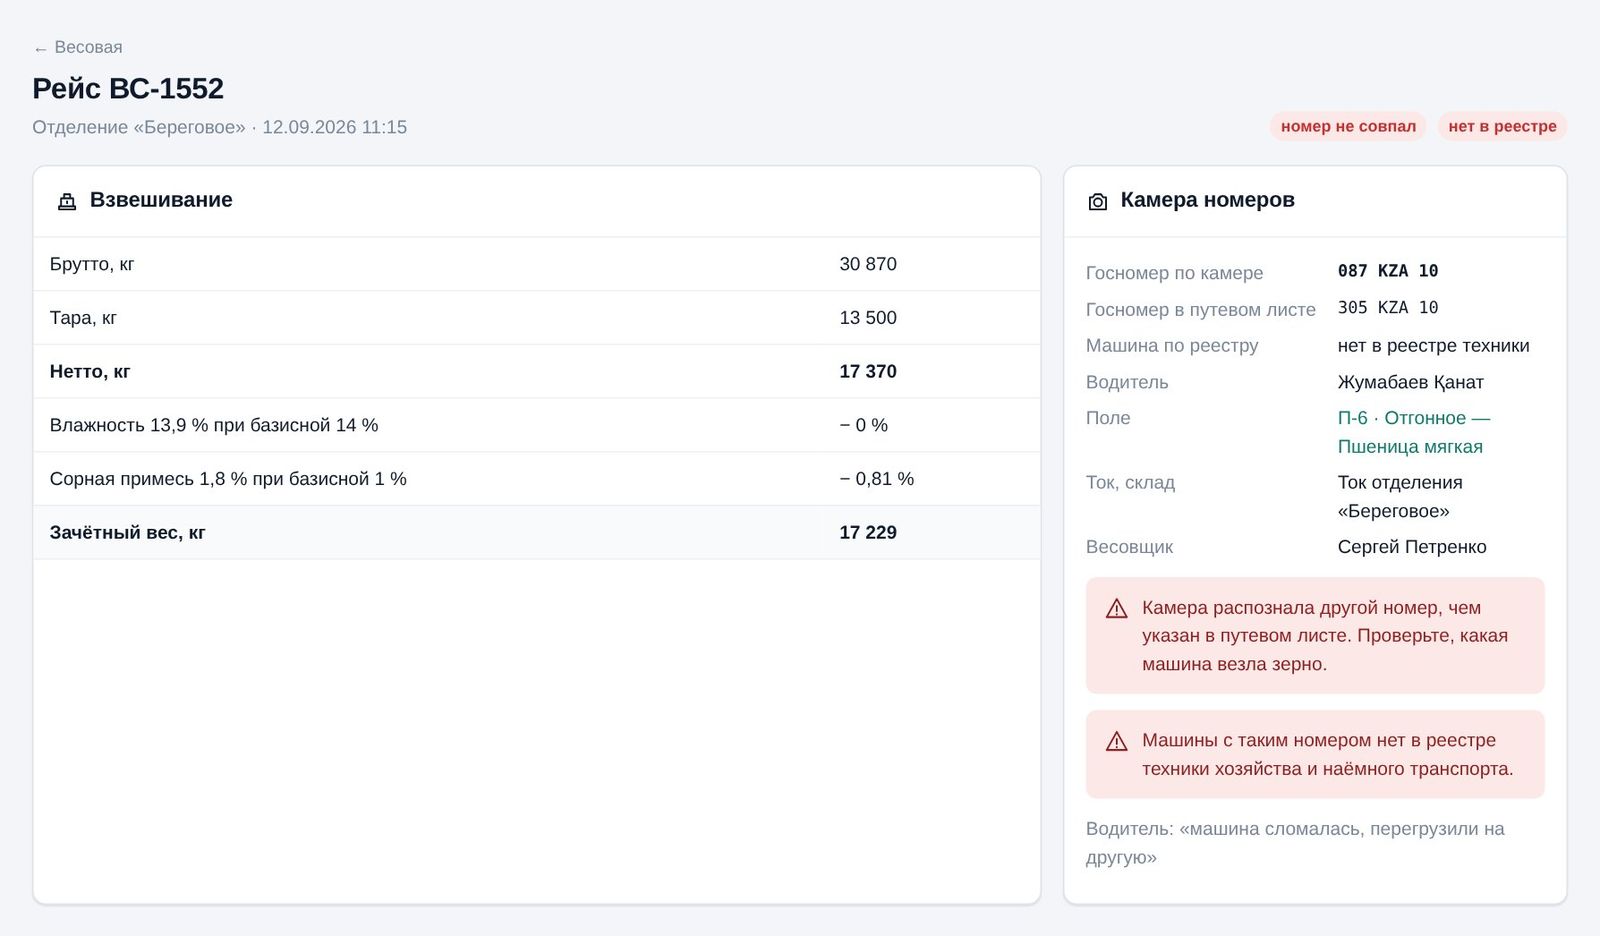 ← Весовая
Рейс ВС-1552
Отделение «Береговое» · 12.09.2026 11:15
номер не совпал
нет в реестре
Взвешивание
Брутто, кг 30 870
Тара, кг 13 500
Нетто, кг 17 370
Влажность 13,9 % при базисной 14 % − 0 %
Сорная примесь 1,8 % при базисной 1 % − 0,81 %
Зачётный вес, кг 17 229
Камера номеров
Госномер по камере 087 KZA 10
Госномер в путевом листе 305 KZA 10
Машина по реестру нет в реестре техники
Водитель Жумабаев Қанат
Поле П-6 · Отгонное —
Пшеница мягкая
Ток, склад Ток отделения
«Береговое»
Весовщик Сергей Петренко
Камера распознала другой номер, чем
указан в путевом листе. Проверьте, какая
машина везла зерно.
Машины с таким номером нет в реестре
техники хозяйства и наёмного транспорта.
Водитель: «машина сломалась, перегрузили на
другую»